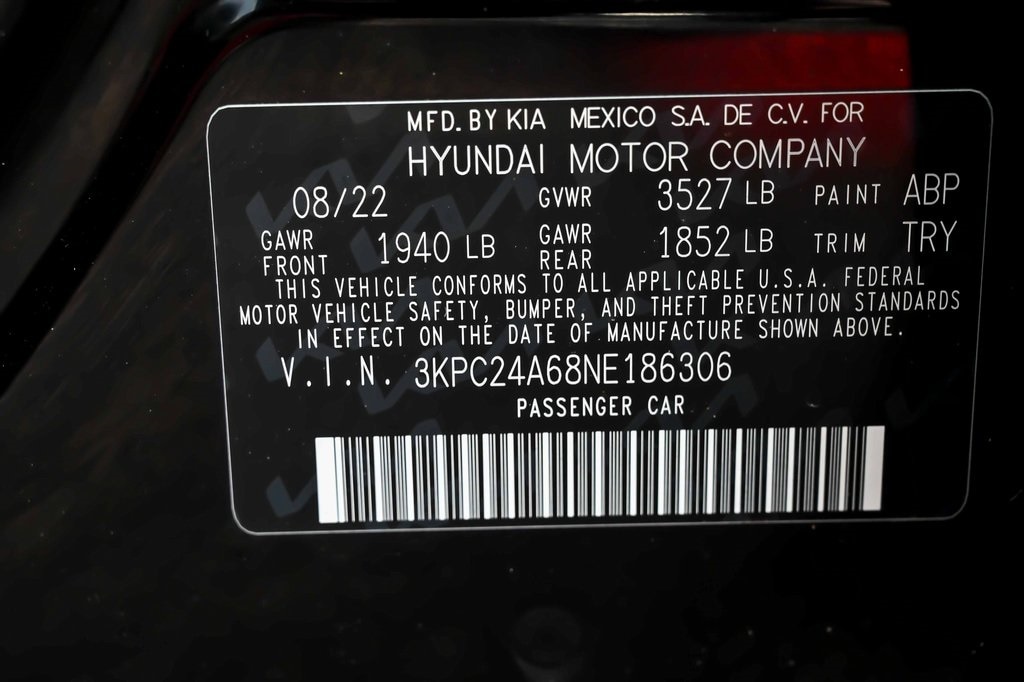 MFD. BY KIA MEXICO S.A. DE C.V. FOR
HYUNDAI MOTOR COMPANY
08/22 GVWR 3527 LB PAINT ABP
GAWR FRONT 1940 LB GAWR REAR 1852 LB TRIM TRY
THIS VEHICLE CONFORMS TO ALL APPLICABLE U.S.A. FEDERAL
MOTOR VEHICLE SAFETY, BUMPER, AND THEFT PREVENTION STANDARDS
IN EFFECT ON THE DATE OF MANUFACTURE SHOWN ABOVE.
V.I.N. 3KPC24A68NE186306
PASSENGER CAR